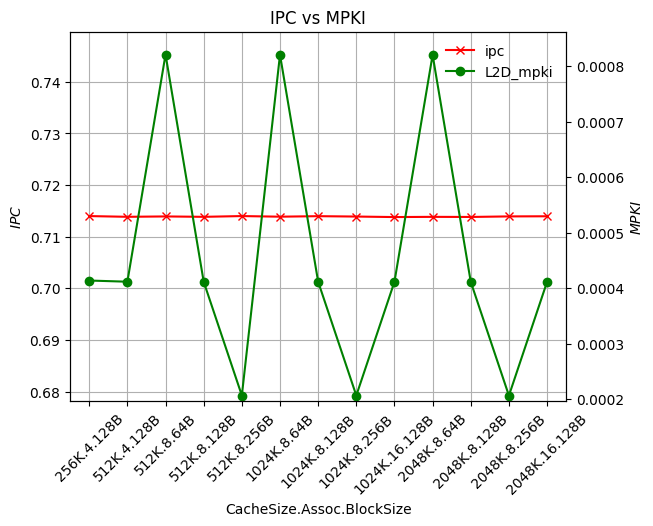 IPC vs MPKI
ipc
L2D_mpki
0.74
0.73
0.72
0.71
0.70
0.69
0.68
IPC
0.0008
0.0007
0.0006
0.0005
0.0004
0.0003
0.0002
MPKI
256K.4.128B
512K.4.128B
512K.8.64B
512K.8.128B
512K.8.256B
1024K.8.64B
1024K.8.128B
1024K.8.256B
1024K.16.128B
2048K.8.64B
2048K.8.128B
2048K.8.256B
2048K.16.128B
CacheSize.Assoc.BlockSize